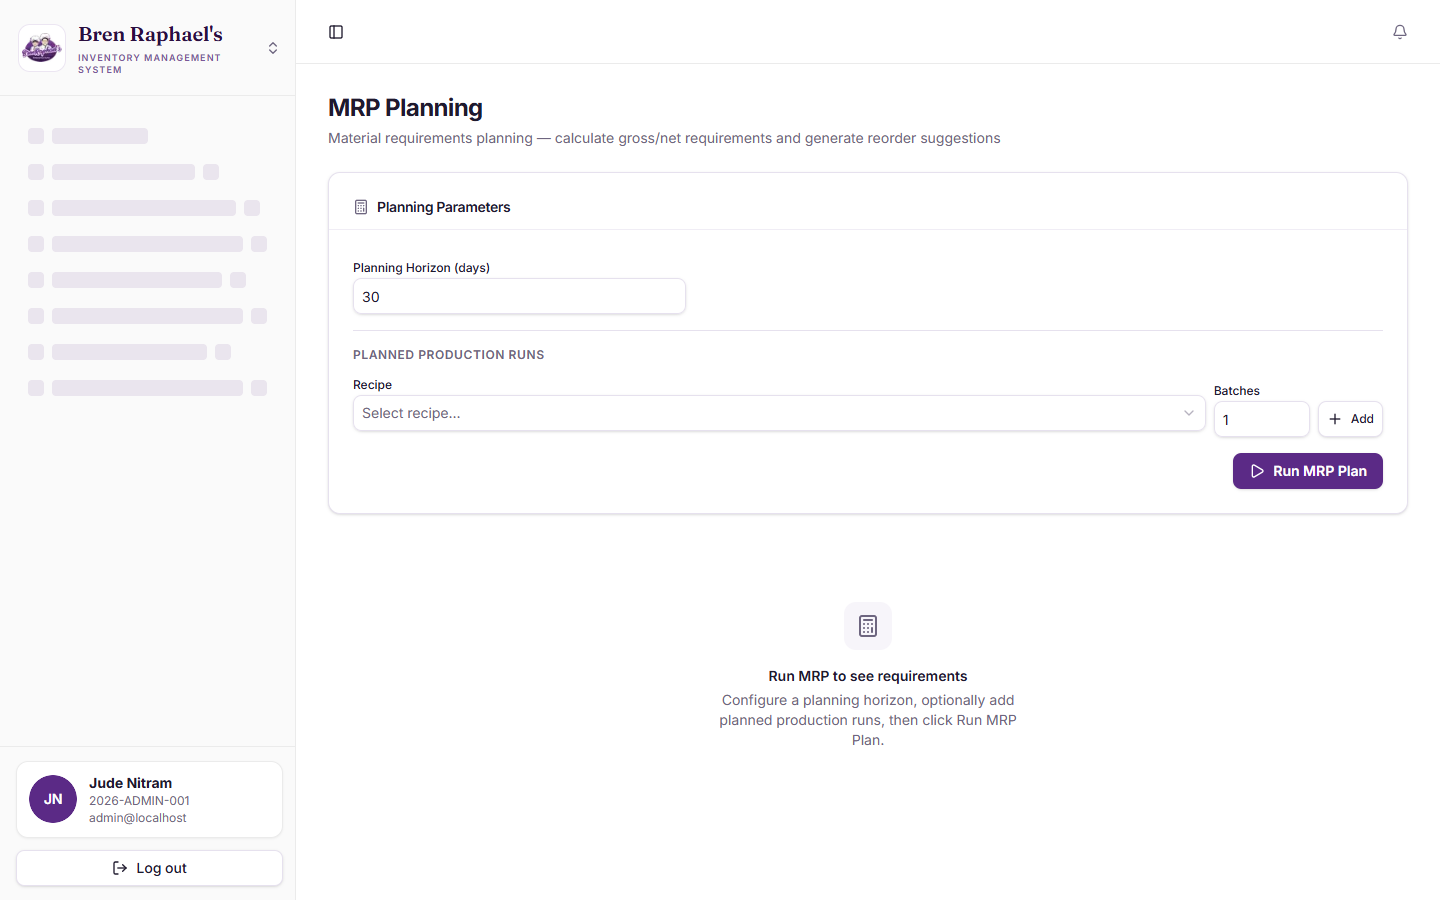 Bren Raphael's
INVENTORY MANAGEMENT
SYSTEM
MRP Planning
Material requirements planning — calculate gross/net requirements and generate reorder suggestions
Planning Parameters
Planning Horizon (days)
30
PLANNED PRODUCTION RUNS
Recipe
Batches
Select recipe...
1
Add
Run MRP Plan
Run MRP to see requirements
Configure a planning horizon, optionally add
planned production runs, then click Run MRP
Plan.
JN
Jude Nitram
2026-ADMIN-001
admin@localhost
Log out